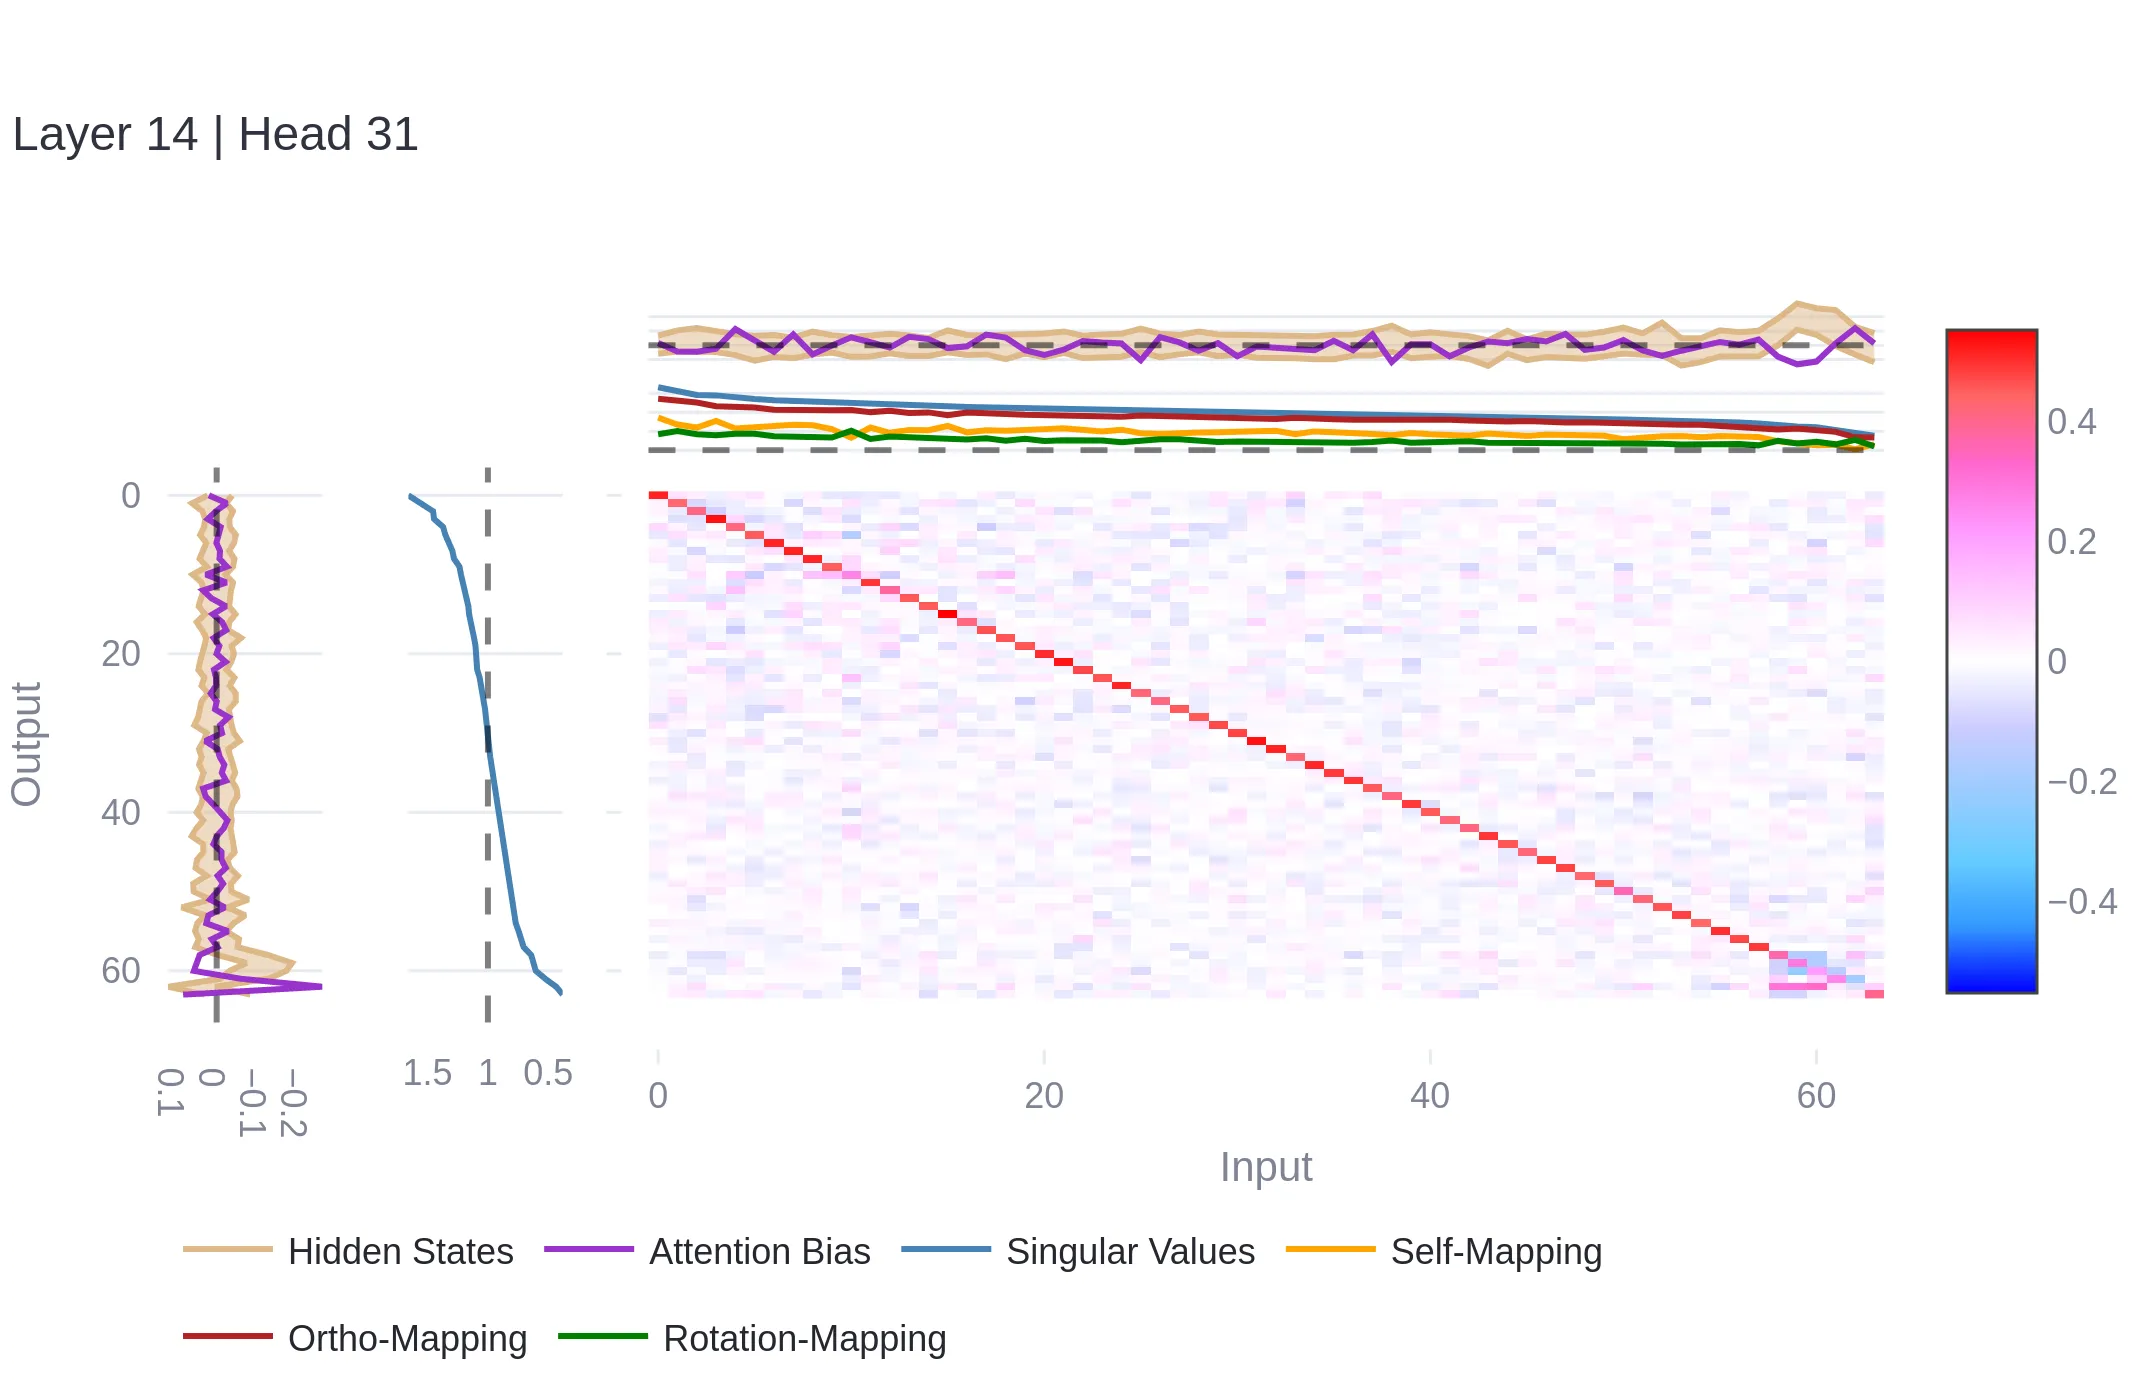 Layer 14 | Head 31
0
20
40
60
Output
0.1
0
−0.1
−0.2
1.5
1
0.5
0
20
40
60
Input
0.4
0.2
0
−0.2
−0.4
Hidden States
Attention Bias
Singular Values
Self-Mapping
Ortho-Mapping
Rotation-Mapping